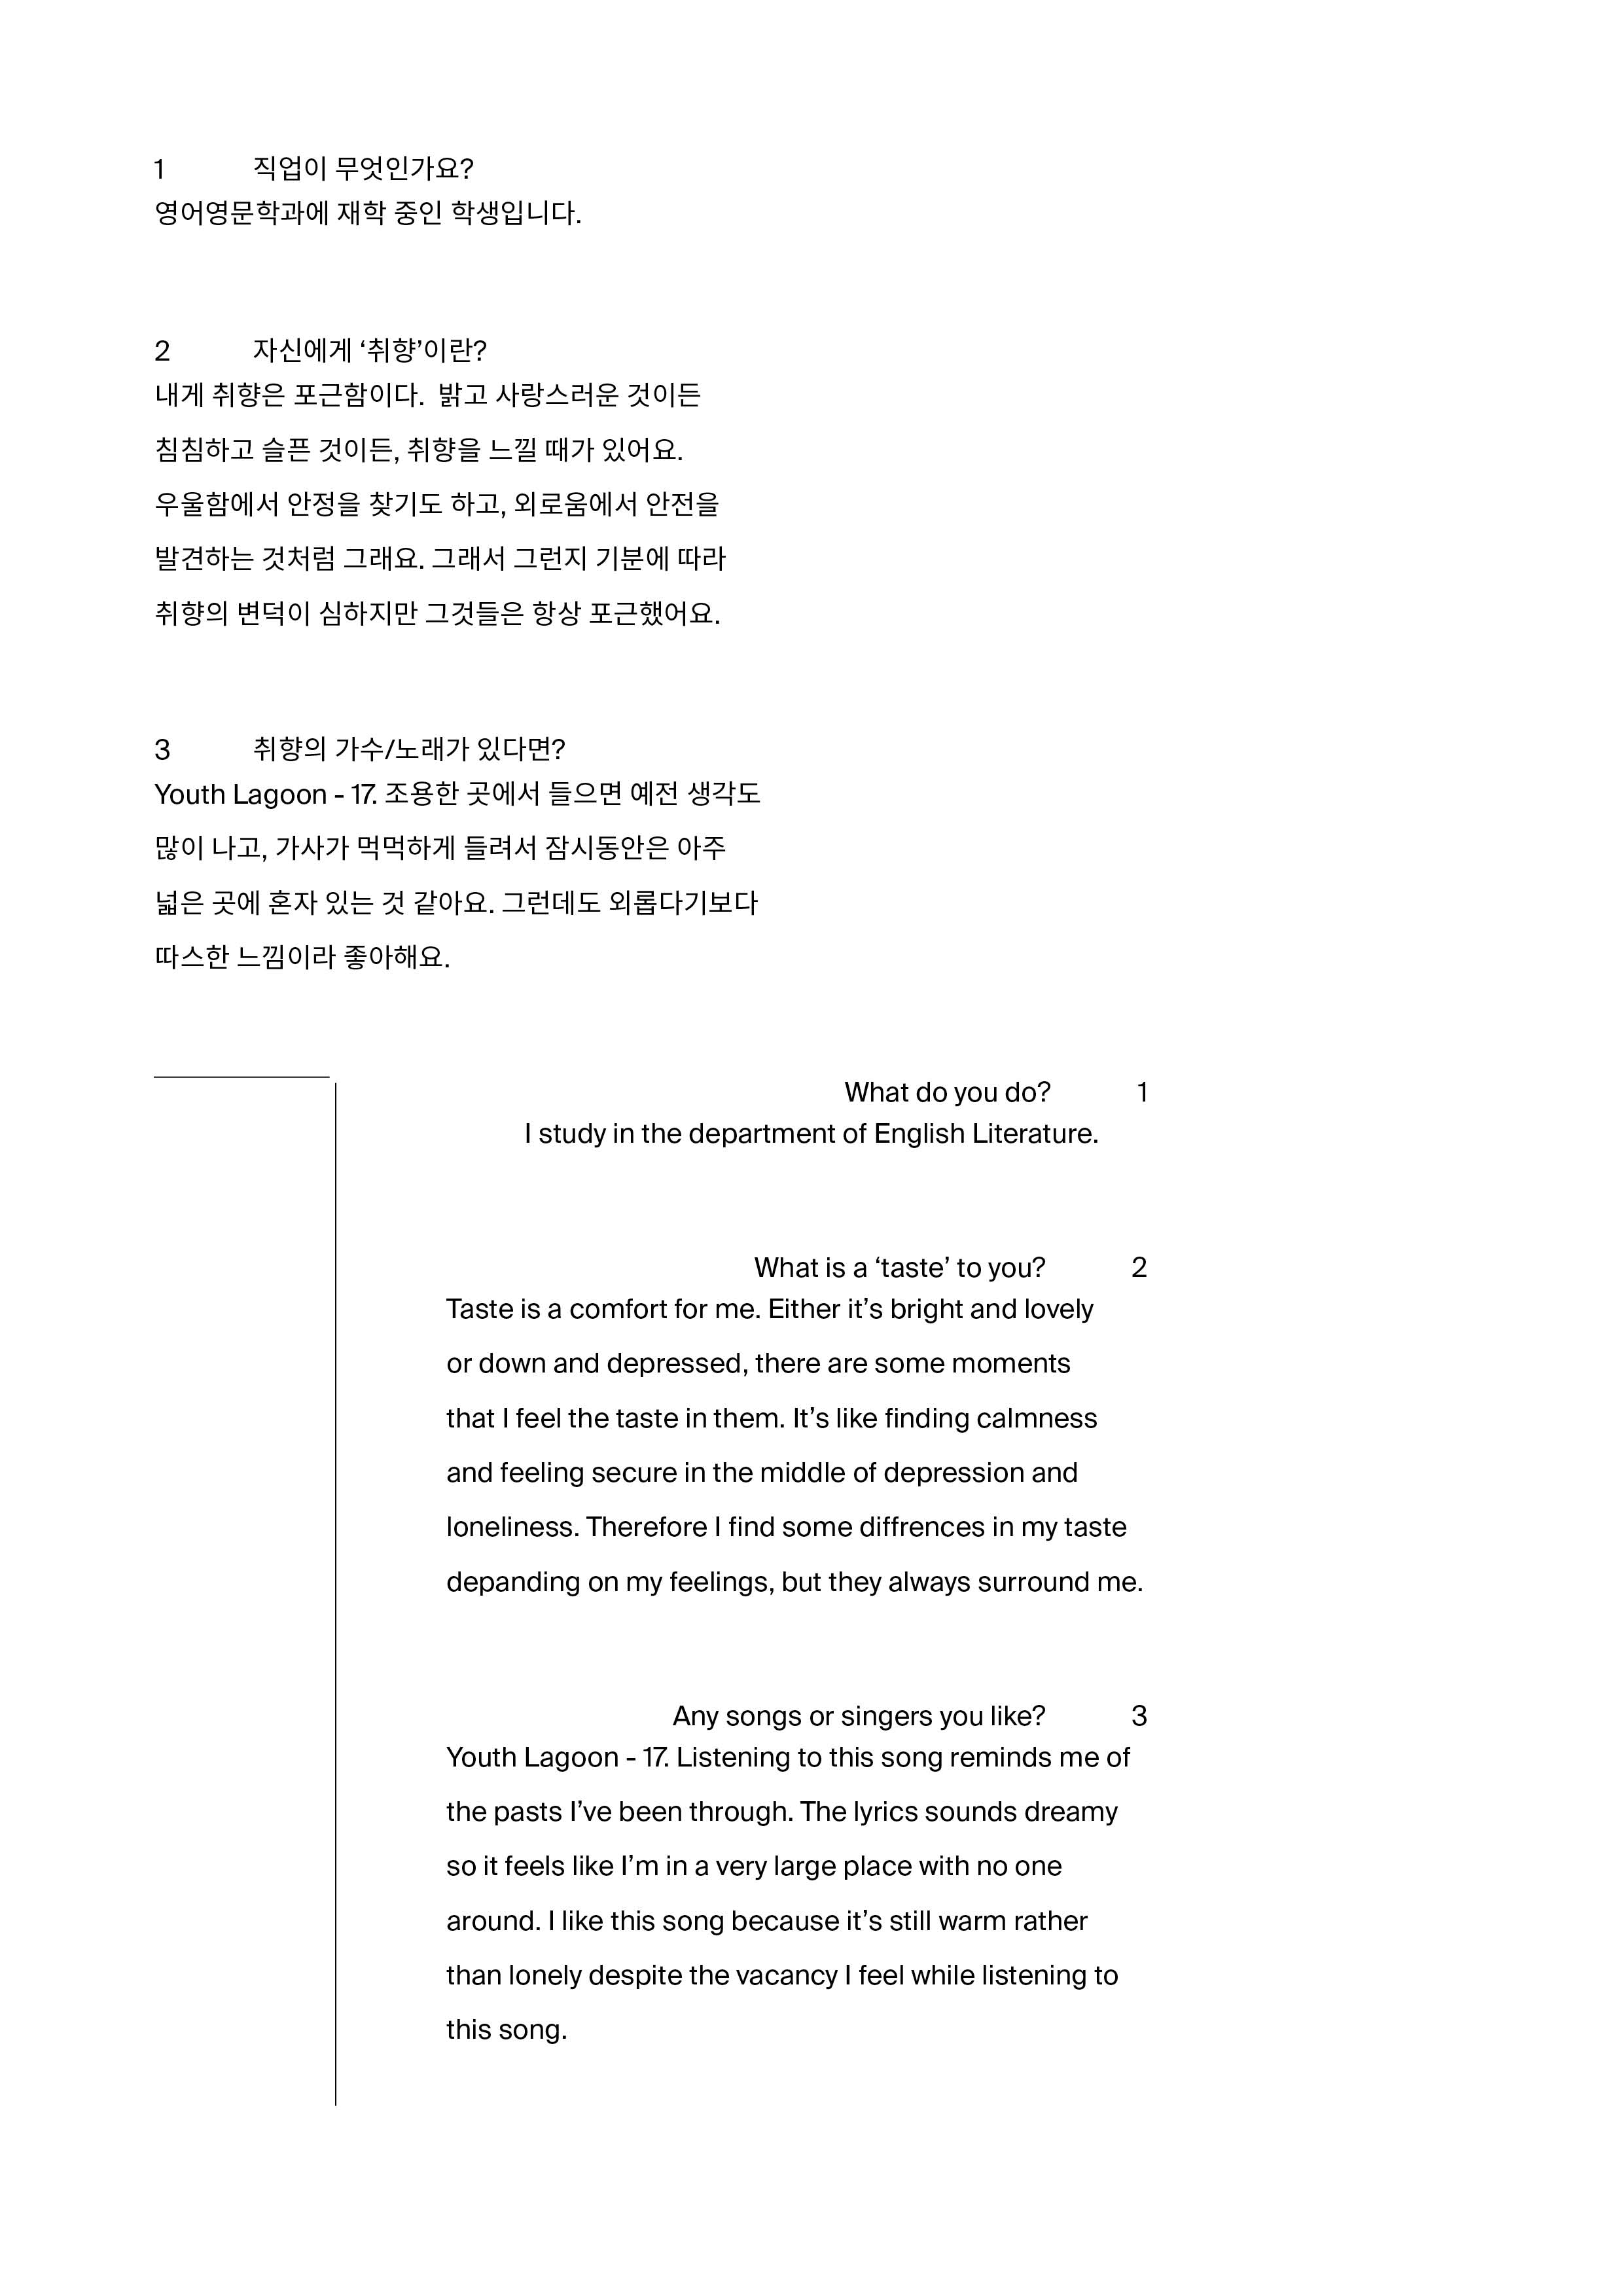 1 직업이 무엇인가요?
영어영문학과에 재학 중인 학생입니다.
2 자신에게 ‘취향’이란?
내게 취향은 포근함이다.  밝고 사랑스러운 것이든
침침하고 슬픈 것이든, 취향을 느낄 때가 있어요.
우울함에서 안정을 찾기도 하고, 외로움에서 안전을
발견하는 것처럼 그래요. 그래서 그런지 기분에 따라
취향의 변덕이 심하지만 그것들은 항상 포근했어요.
3 취향의 가수/노래가 있다면?
Youth Lagoon - 17. 조용한 곳에서 들으면 예전 생각도
많이 나고, 가사가 먹먹하게 들려서 잠시동안은 아주
넓은 곳에 혼자 있는 것 같아요. 그런데도 외롭다기보다
따스한 느낌이라 좋아해요.
What do you do? 1
I study in the department of English Literature.
What is a ‘taste’ to you? 2
Taste is a comfort for me. Either it’s bright and lovely
or down and depressed, there are some moments
that I feel the taste in them. It’s like finding calmness
and feeling secure in the middle of depression and
loneliness. Therefore I find some diffrences in my taste
depanding on my feelings, but they always surround me.
Any songs or singers you like? 3
Youth Lagoon - 17. Listening to this song reminds me of
the pasts I’ve been through. The lyrics sounds dreamy
so it feels like I’m in a very large place with no one
around. I like this song because it’s still warm rather
than lonely despite the vacancy I feel while listening to
this song.